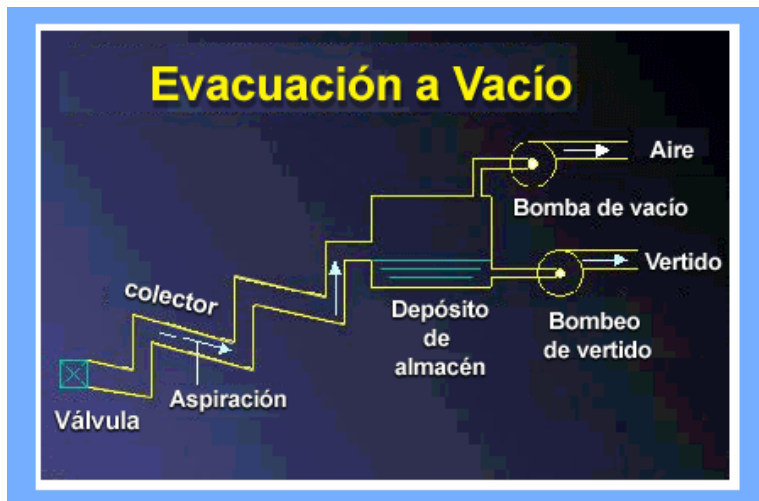 Evacuación a Vacío
Aire
Bomba de vacío
colector
Vertido
Depósito
de
almacén
Bombeo
de vertido
Aspiración
Válvula